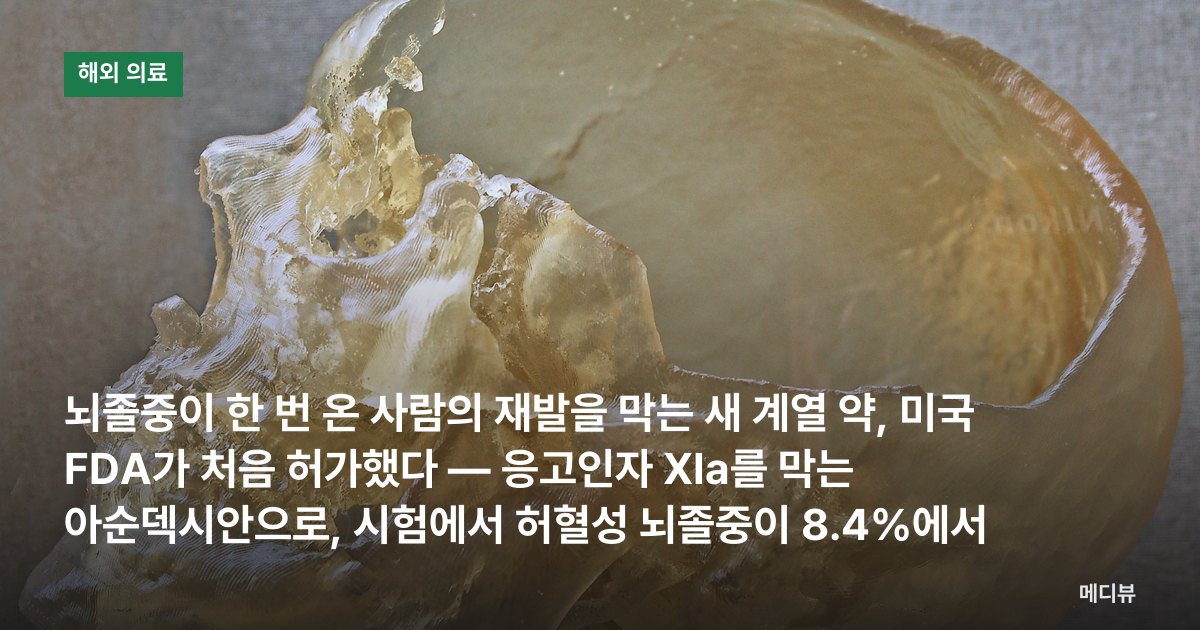 해외 의료
Nikon
뇌졸중이 한 번 온 사람의 재발을 막는 새 계열 약, 미국
FDA가 처음 허가했다 — 응고인자 XIa를 막는
아순덱시안으로, 시험에서 허혈성 뇌졸중이 8.4%에서
메디뷰